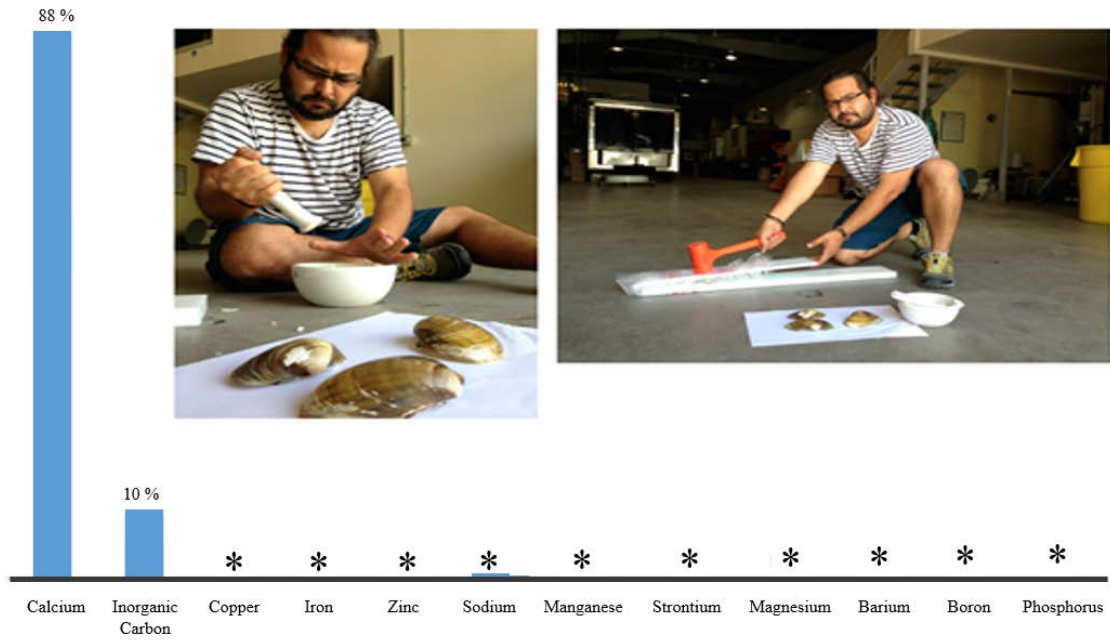 88 %
10 %
* * * * * * * * * *
Calcium Inorganic Copper Iron Zinc Sodium Manganese Strontium Magnesium Barium Boron Phosphorus
Carbon